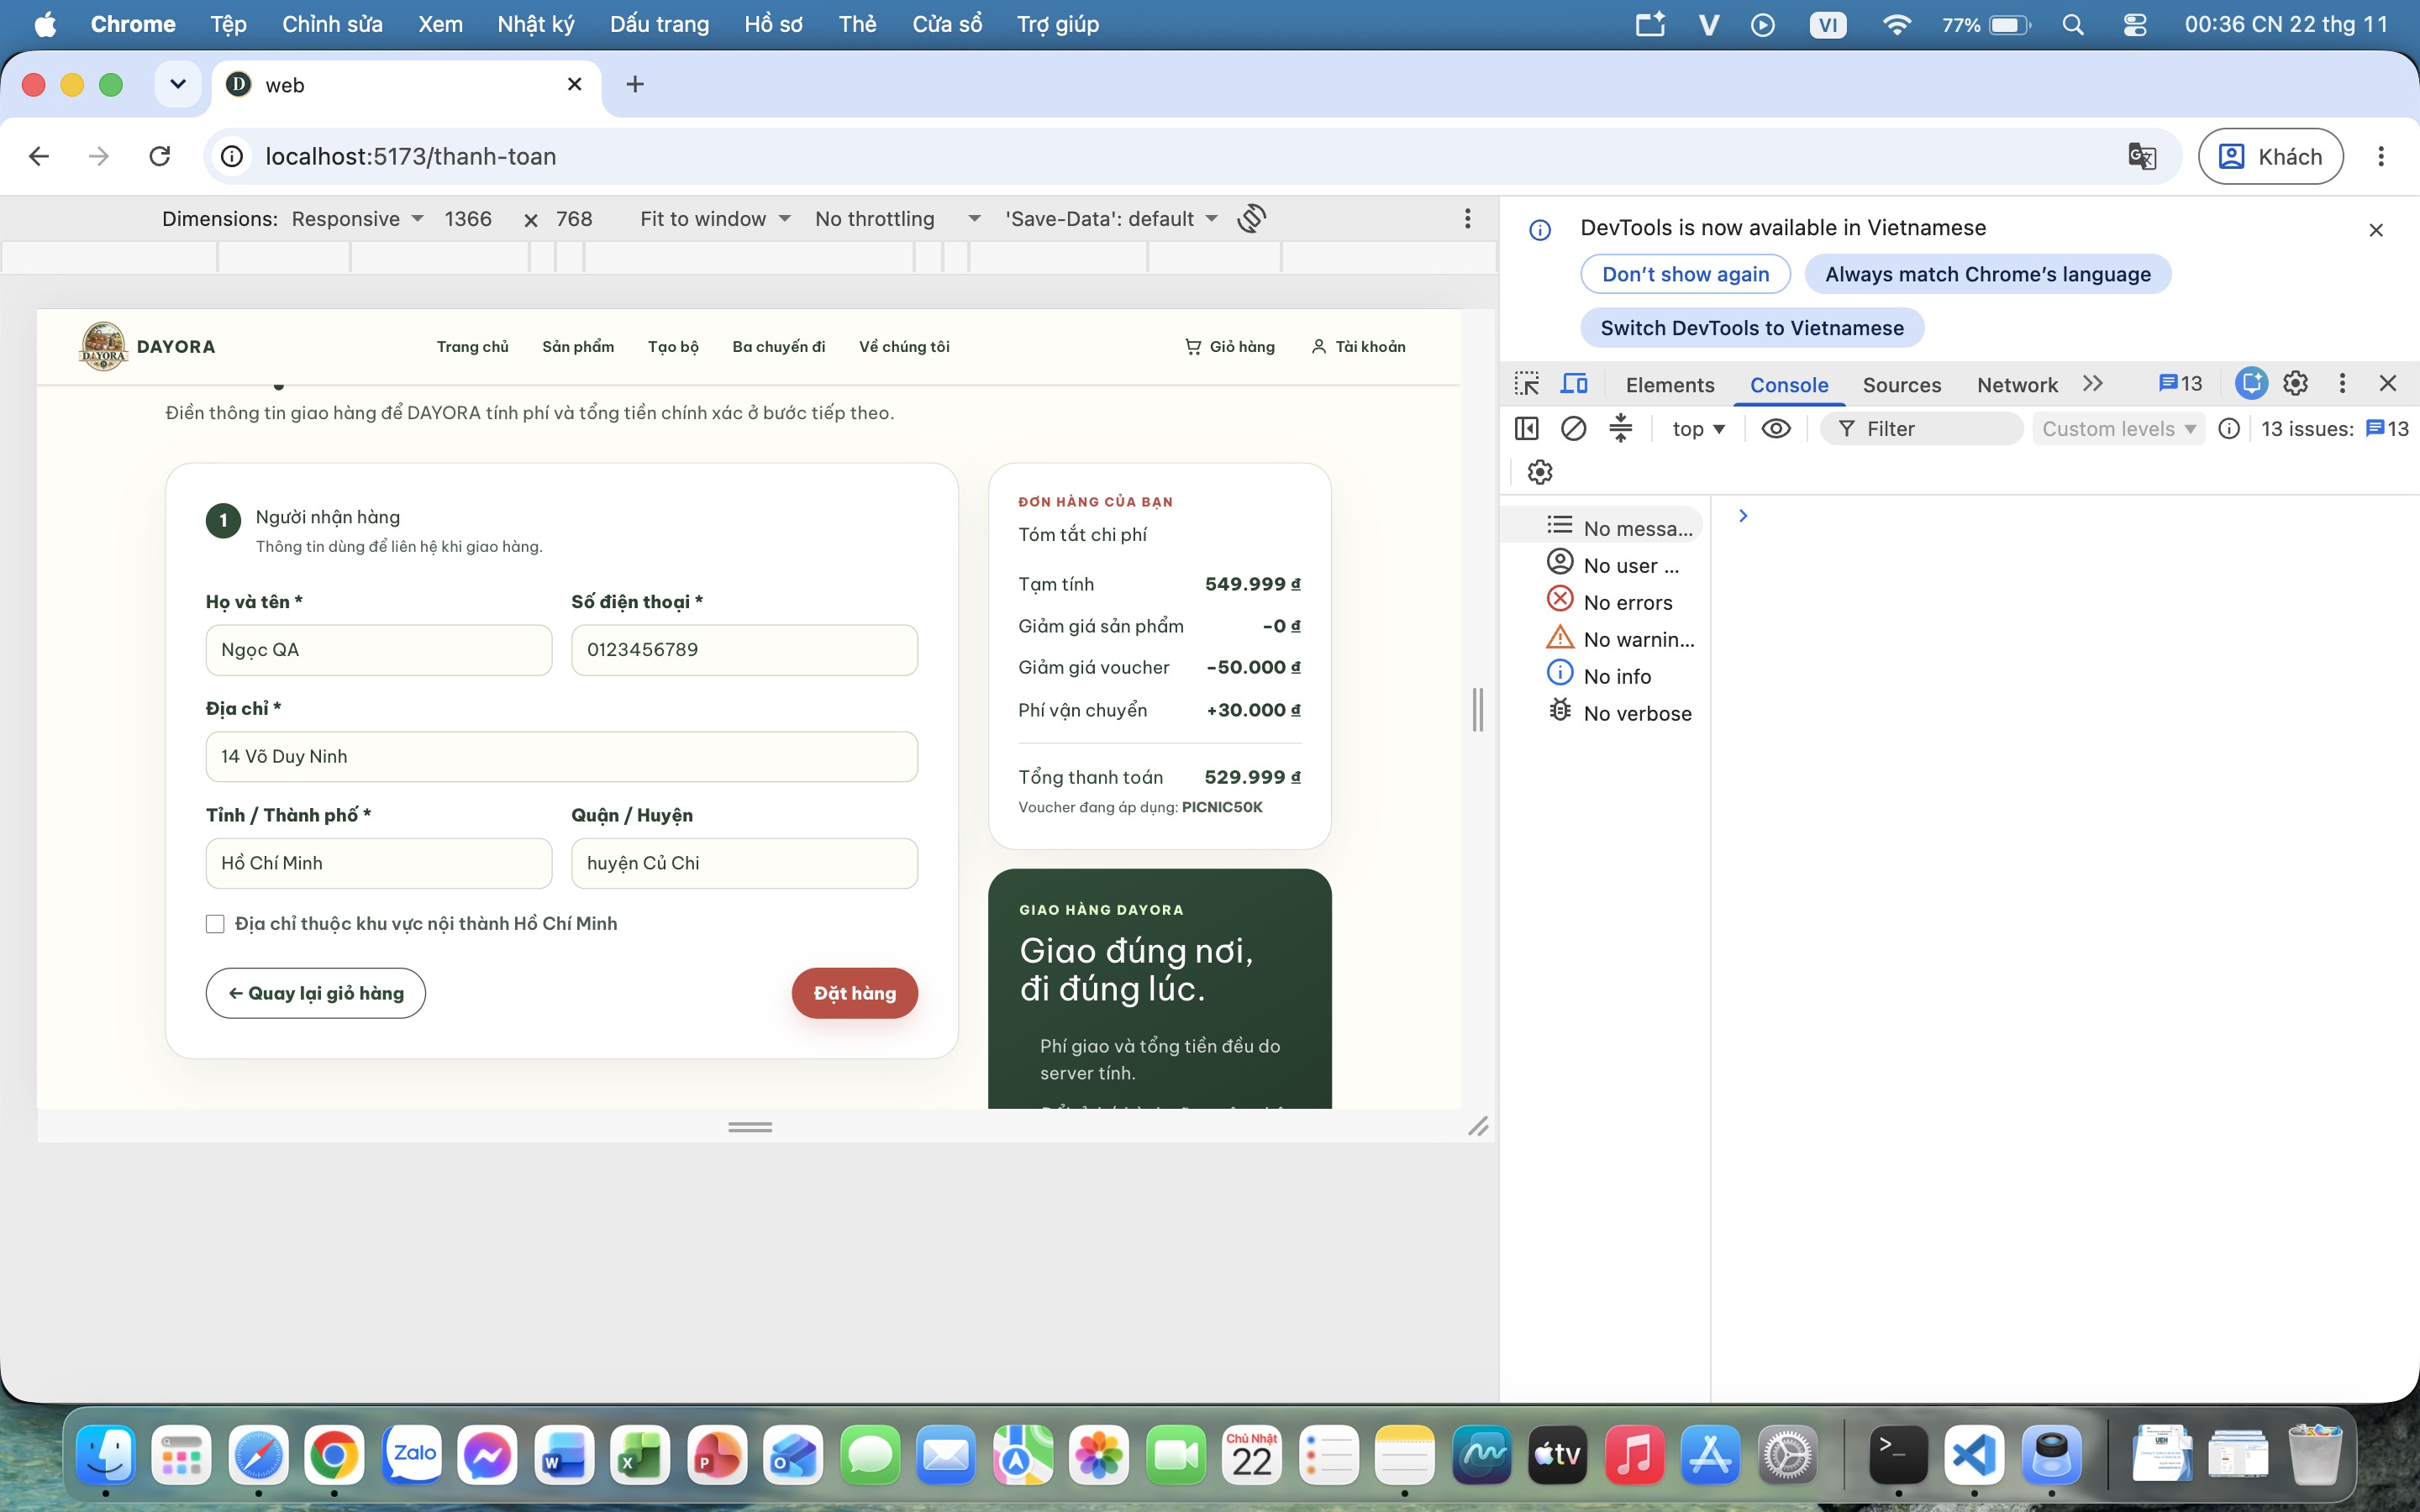 Chrome Tệp Chỉnh sửa Xem Nhật ký Dấu trang Hồ sơ Thẻ Cửa sổ Trợ giúp VI 77% 00:36 CN 22 thg 11
D web
localhost:5173/thanh-toan Khách
Dimensions: Responsive 1366 × 768 Fit to window No throttling 'Save-Data': default
DAYORA DAYORA Trang chủ Sản phẩm Tạo bộ Ba chuyến đi Về chúng tôi Giỏ hàng Tài khoản
Điền thông tin giao hàng để DAYORA tính phí và tổng tiền chính xác ở bước tiếp theo.
1 Người nhận hàng
Thông tin dùng để liên hệ khi giao hàng.
Họ và tên * Số điện thoại *
Ngọc QA 0123456789
Địa chỉ *
14 Võ Duy Ninh
Tỉnh / Thành phố * Quận / Huyện
Hồ Chí Minh huyện Củ Chi
Địa chỉ thuộc khu vực nội thành Hồ Chí Minh
← Quay lại giỏ hàng Đặt hàng
ĐƠN HÀNG CỦA BẠN
Tóm tắt chi phí
Tạm tính 549.999 ₫
Giảm giá sản phẩm -0 ₫
Giảm giá voucher -50.000 ₫
Phí vận chuyển +30.000 ₫
Tổng thanh toán 529.999 ₫
Voucher đang áp dụng: PICNIC50K
GIAO HÀNG DAYORA
Giao đúng nơi,
đi đúng lúc.
Phí giao và tổng tiền đều do
server tính.
DevTools is now available in Vietnamese
Don't show again Always match Chrome's language
Switch DevTools to Vietnamese
Elements Console Sources Network 13
top Filter Custom levels 13 issues: 13
No messa...
No user ...
No errors
No warnin...
No info
No verbose
Zalo W X P O Chủ Nhật 22 tv